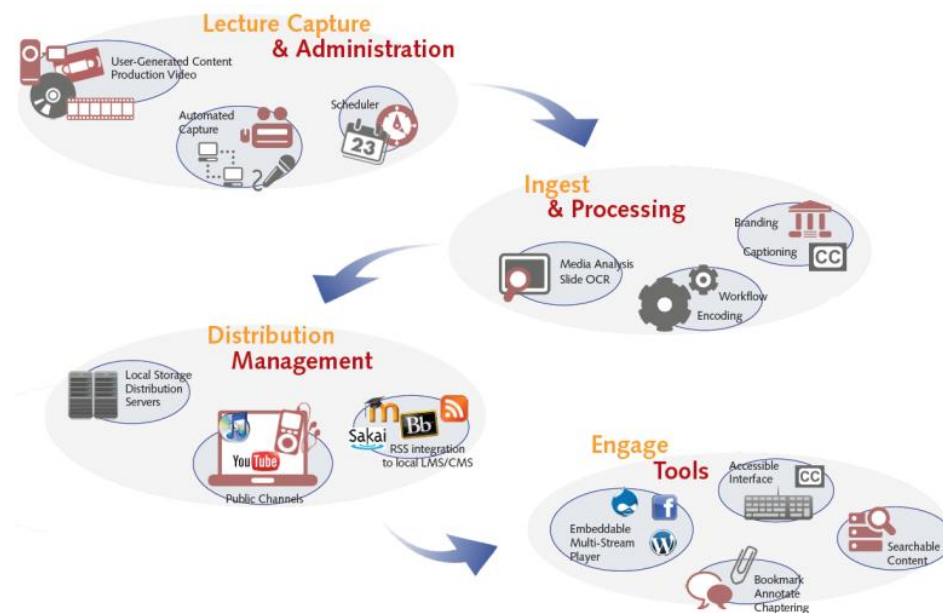 Lecture Capture
& Administration
User-Generated Content
Production Video
Automated
Capture
Scheduler
23
Ingest
& Processing
Media Analysis
Slide OCR
Workflow
Encoding
Branding
Captioning
CC
Distribution
Management
Local Storage
Distribution
Servers
YouTube
Public Channels
m
Sakai
Bb
RSS integration
to local LMS/CMS
Engage
Tools
Embeddable
Multi-Stream
Player
f
W
Accessible
Interface
CC
Bookmark
Annotate
Chaptering
Searchable
Content